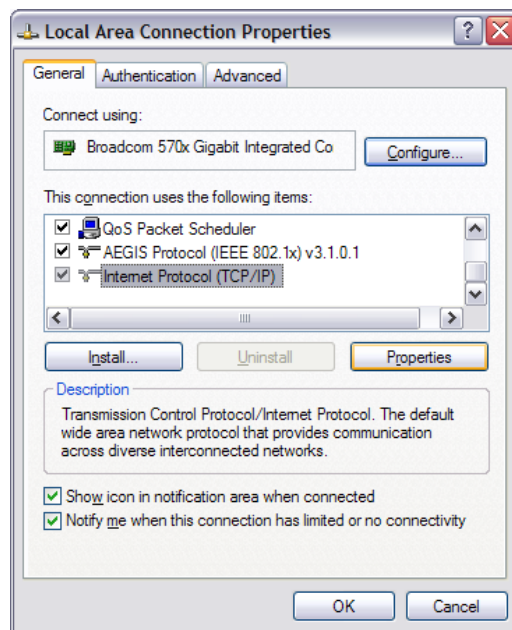 Local Area Connection Properties
General Authentication Advanced
Connect using:
Broadcom 570x Gigabit Integrated Co
Configure...
This connection uses the following items:
QoS Packet Scheduler
AEGIS Protocol (IEEE 802.1x) v3.1.0.1
Internet Protocol (TCP/IP)
Install... Uninstall Properties
Description
Transmission Control Protocol/Internet Protocol. The default
wide area network protocol that provides communication
across diverse interconnected networks.
Show icon in notification area when connected
Notify me when this connection has limited or no connectivity
OK Cancel